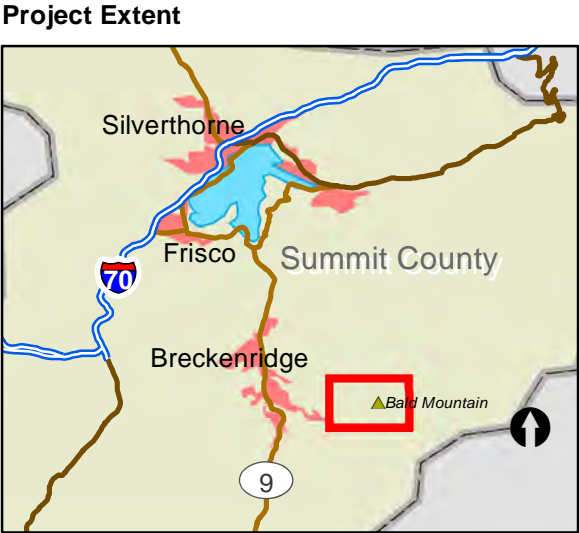 Project Extent
Silverthorne
Frisco
Summit County
70
Breckenridge
Bald Mountain
9